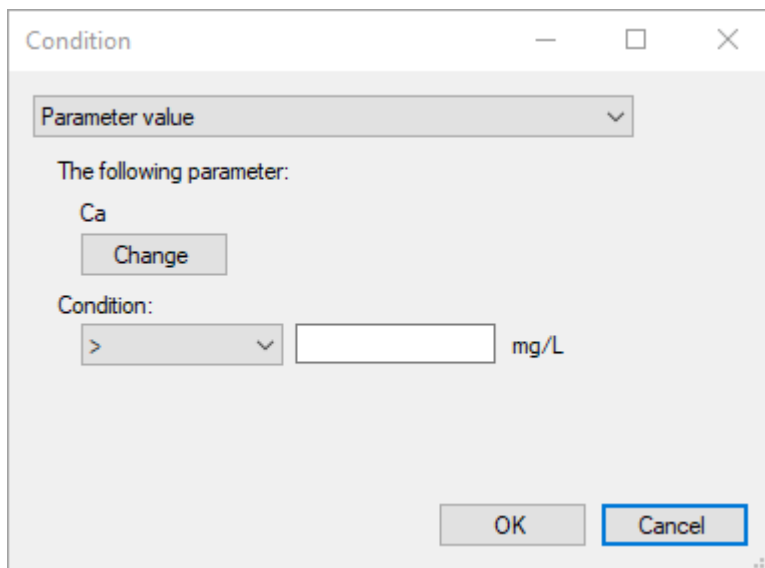 Condition
Parameter value
The following parameter:
Ca
Change
Condition:
> mg/L
OK Cancel